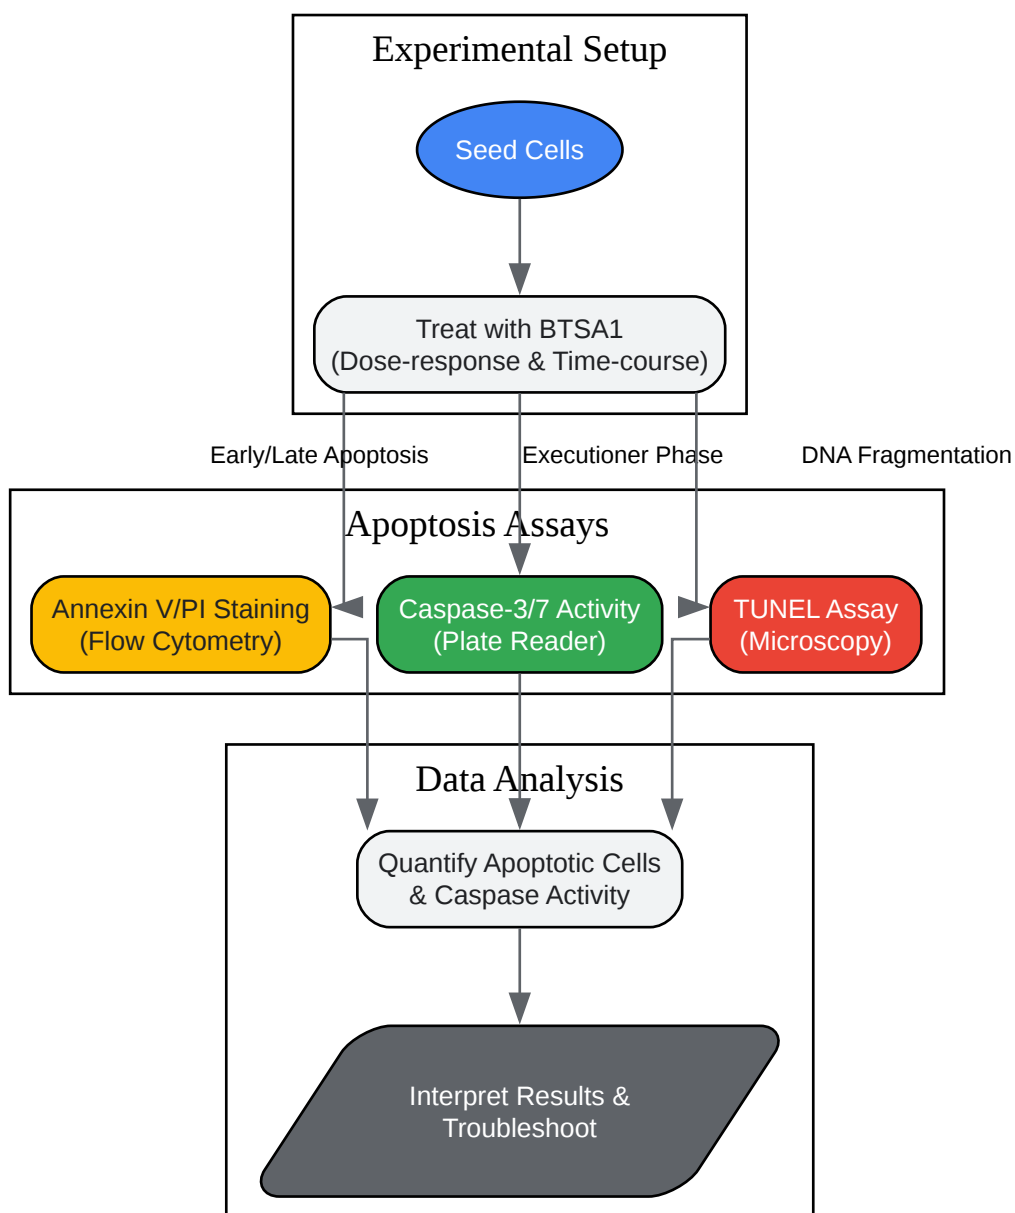 Experimental Setup
Seed Cells
Treat with BTSA1
(Dose-response & Time-course)
Early/Late Apoptosis
Executioner Phase
DNA Fragmentation
Apoptosis Assays
Annexin V/PI Staining
(Flow Cytometry)
Caspase-3/7 Activity
(Plate Reader)
TUNEL Assay
(Microscopy)
Data Analysis
Quantify Apoptotic Cells
& Caspase Activity
Interpret Results &
Troubleshoot